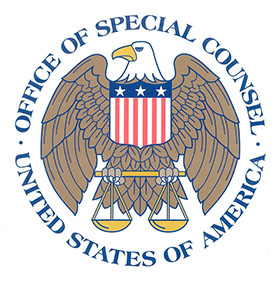 · OFFICE OF SPECIAL COUNSEL ·
UNITED STATES OF AMERICA